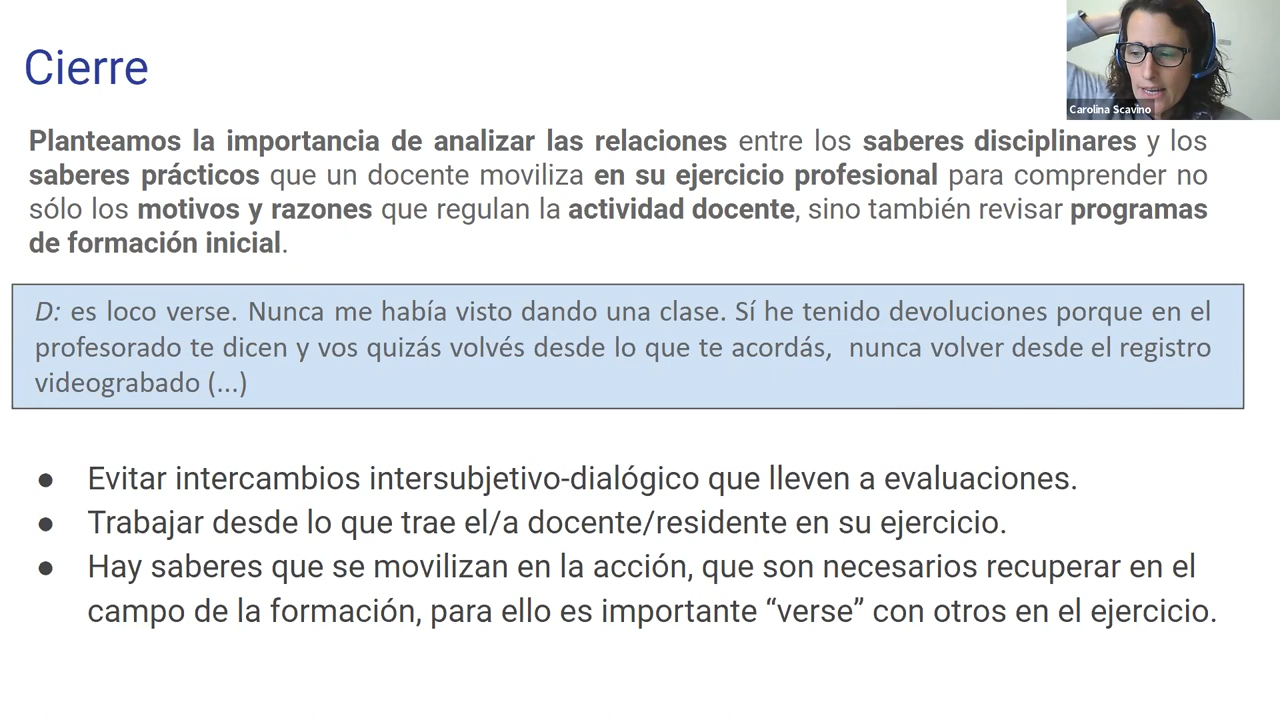 Cierre
Carolina Scavino
Planteamos la importancia de analizar las relaciones entre los saberes disciplinares y los
saberes prácticos que un docente moviliza en su ejercicio profesional para comprender no
sólo los motivos y razones que regulan la actividad docente, sino también revisar programas
de formación inicial.
D: es loco verse. Nunca me había visto dando una clase. Sí he tenido devoluciones porque en el
profesorado te dicen y vos quizás volvés desde lo que te acordás, nunca volver desde el registro
videograbado (...)
● Evitar intercambios intersubjetivo-dialógico que lleven a evaluaciones.
● Trabajar desde lo que trae el/a docente/residente en su ejercicio.
● Hay saberes que se movilizan en la acción, que son necesarios recuperar en el
campo de la formación, para ello es importante “verse” con otros en el ejercicio.